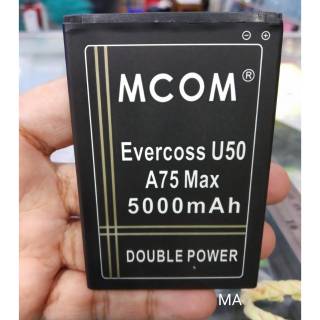 MCOM®
Evercoss U50
A75 Max
5000mAh
DOUBLE POWER
MA